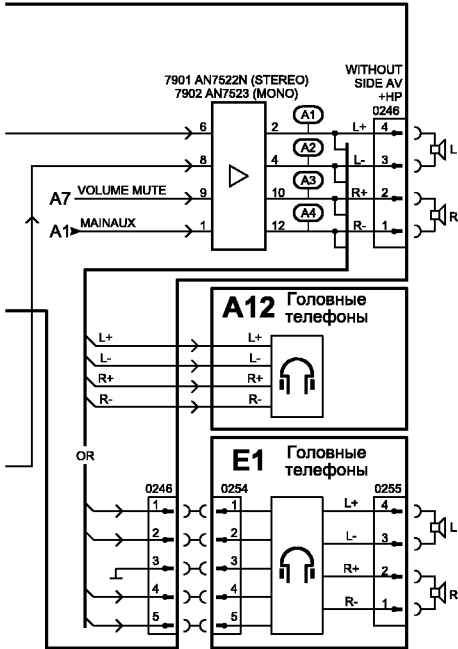 7901 AN7522N (STEREO)
7902 AN7523 (MONO)
WITHOUT
SIDE AV
+HP
0246
6 2 A1 L+ 4
8 4 A2 L- 3 L
A7 VOLUME MUTE 9 10 A3 R+ 2
A1 MAINAUX 1 12 A4 R- 1 R
A12 Головные
телефоны
L+ L+
L- L-
R+ R+
R- R-
OR
E1 Головные
телефоны
0246 0254 0255
1 1 L+ 4
2 2 L- 3 L
3 3 R+ 2
4 4 R- 1 R
5 5